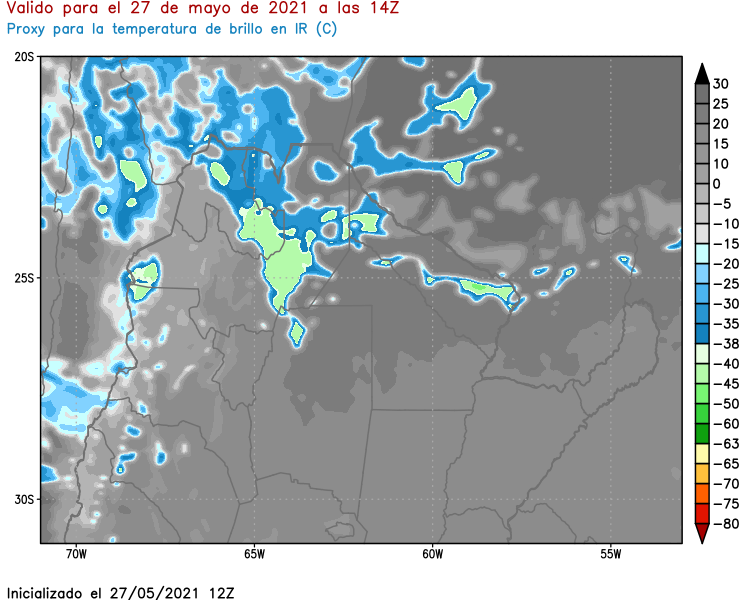 Valido para el 27 de mayo de 2021 a las 14Z
Proxy para la temperatura de brillo en IR (C)
20S
25S
30S
70W
65W
60W
55W
30
25
20
15
10
0
−5
−10
−15
−20
−25
−30
−35
−38
−40
−45
−50
−60
−63
−65
−70
−75
−80
Inicializado el 27/05/2021 12Z